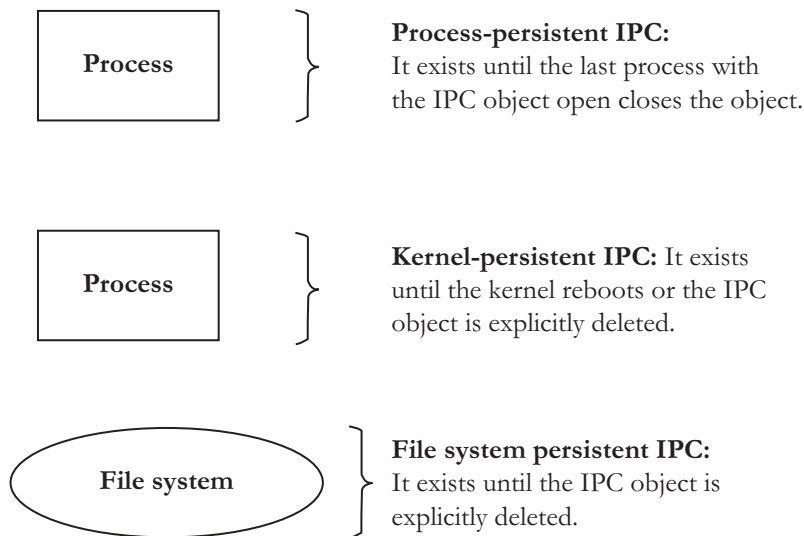 Process
Process-persistent IPC:
It exists until the last process with
the IPC object open closes the object.
Process
Kernel-persistent IPC: It exists
until the kernel reboots or the IPC
object is explicitly deleted.
File system
File system persistent IPC:
It exists until the IPC object is
explicitly deleted.